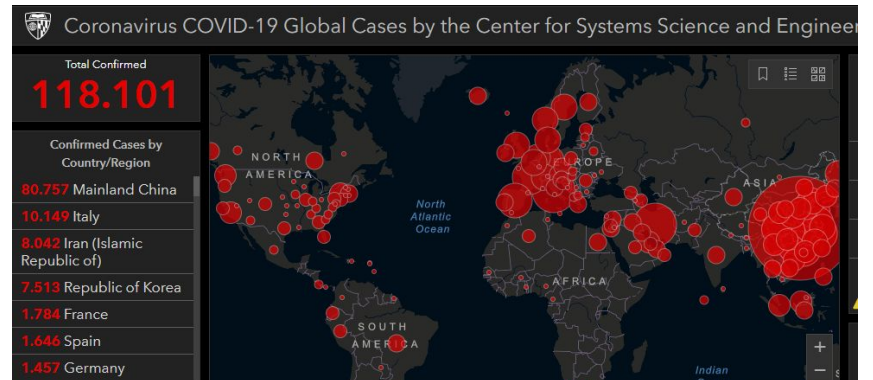 Coronavirus COVID-19 Global Cases by the Center for Systems Science and Engineer
Total Confirmed
118.101
Confirmed Cases by
Country/Region
80.757 Mainland China
10.149 Italy
8.042 Iran (Islamic
Republic of)
7.513 Republic of Korea
1.784 France
1.646 Spain
1.457 Germany
NORTH
AMERICA
North
Atlantic
Ocean
EUROPE
ASIA
AFRICA
SOUTH
AMERICA
Indian
+
−